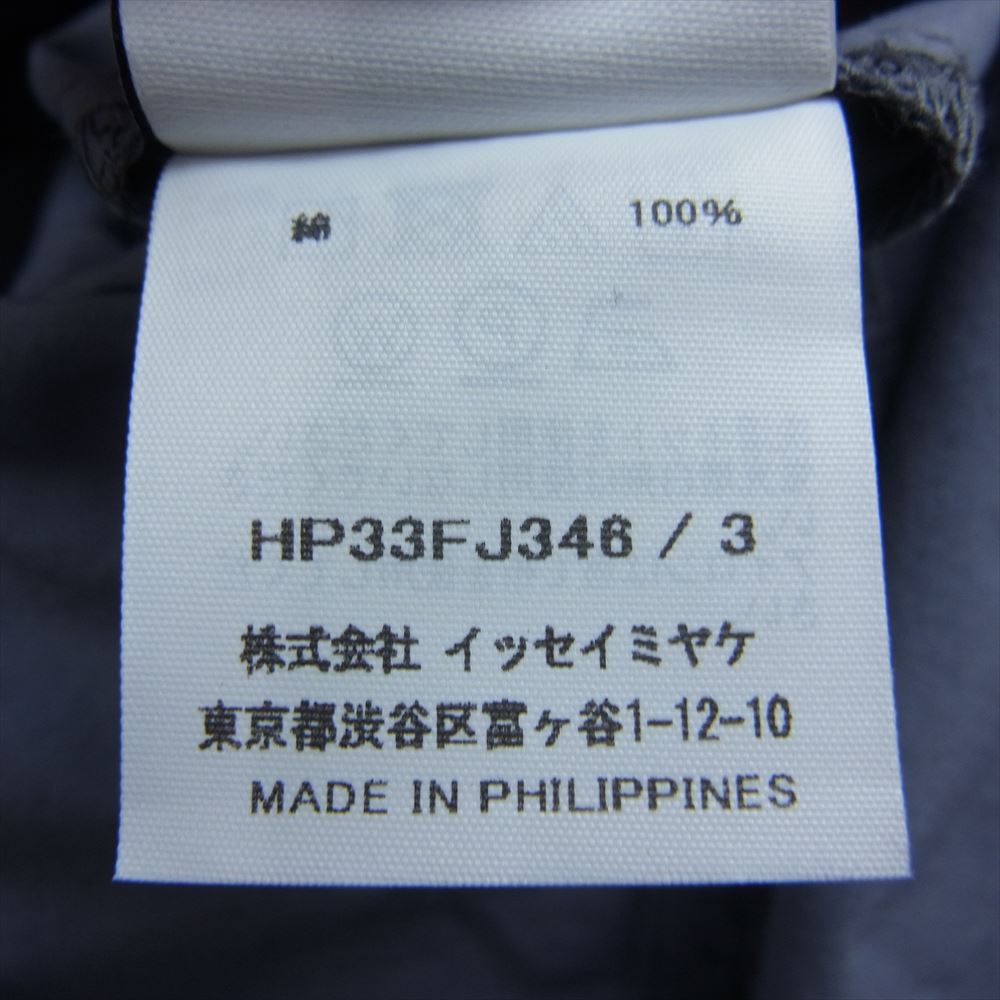 綿 100%
HP33FJ346 / 3
株式会社 イッセイミヤケ
東京都渋谷区富ヶ谷1-12-10
MADE IN PHILIPPINES